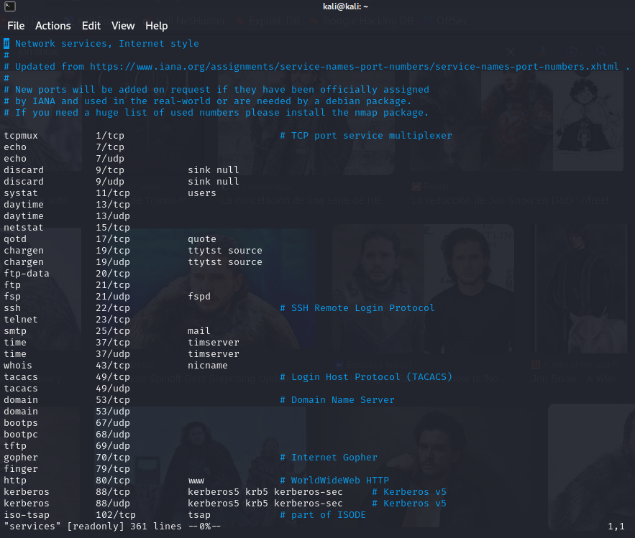 kali@kali: ~
File Actions Edit View Help
# Network services, Internet style
#
# Updated from https://www.iana.org/assignments/service-names-port-numbers/service-names-port-numbers.xhtml .
#
# New ports will be added on request if they have been officially assigned
# by IANA and used in the real-world or are needed by a debian package.
# If you need a huge list of used numbers please install the nmap package.
tcpmux 1/tcp # TCP port service multiplexer
echo 7/tcp
echo 7/udp
discard 9/tcp sink null
discard 9/udp sink null
systat 11/tcp users
daytime 13/tcp
daytime 13/udp
netstat 15/tcp
qotd 17/tcp quote
chargen 19/tcp ttytst source
chargen 19/udp ttytst source
ftp-data 20/tcp
ftp 21/tcp
fsp 21/udp fspd
ssh 22/tcp # SSH Remote Login Protocol
telnet 23/tcp
smtp 25/tcp mail
time 37/tcp timserver
time 37/udp timserver
whois 43/tcp nicname
tacacs 49/tcp # Login Host Protocol (TACACS)
tacacs 49/udp
domain 53/tcp # Domain Name Server
domain 53/udp
bootps 67/udp
bootpc 68/udp
tftp 69/udp
gopher 70/tcp # Internet Gopher
finger 79/tcp
http 80/tcp www # WorldWideWeb HTTP
kerberos 88/tcp kerberos5 krb5 kerberos-sec # Kerberos v5
kerberos 88/udp kerberos5 krb5 kerberos-sec # Kerberos v5
iso-tsap 102/tcp tsap # part of ISODE
"services" [readonly] 361 lines --0%-- 1,1